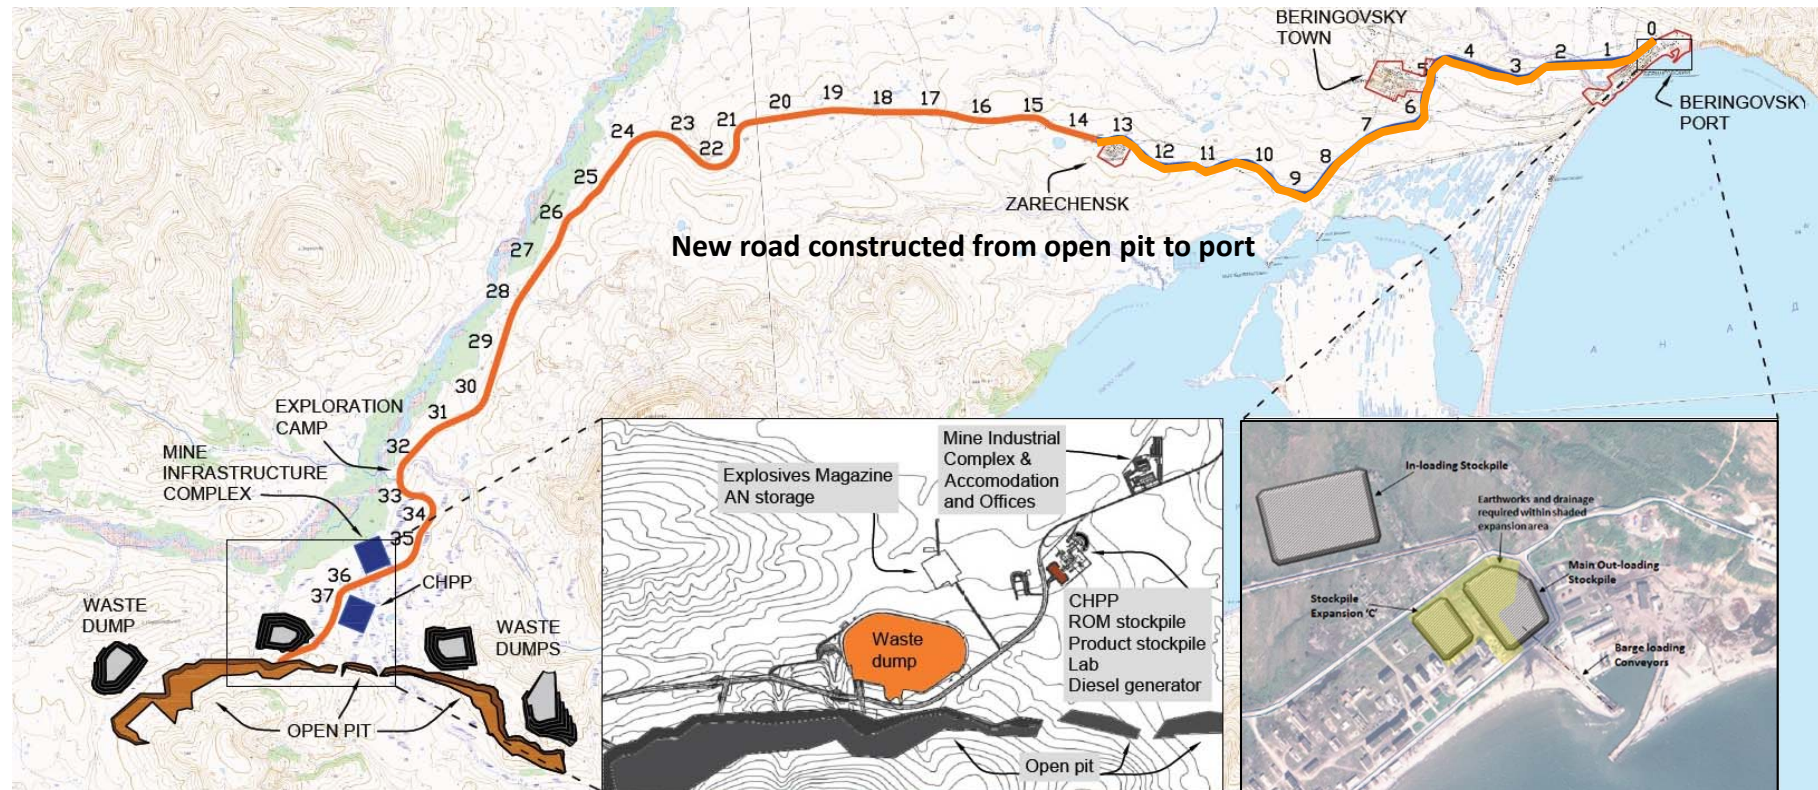 BERINGOVSKY
TOWN
0
1
2
3
4
5
6
7
8
9
10
11
12
13
14
15
16
17
18
19
20
21
22
23
24
25
26
27
28
29
30
31
32
33
34
35
36
37
BERINGOVSKY
PORT
ZARECHENSK
New road constructed from open pit to port
EXPLORATION
CAMP
MINE
INFRASTRUCTURE
COMPLEX
CHPP
WASTE
DUMP
WASTE
DUMPS
OPEN PIT
Explosives Magazine
AN storage
Mine Industrial
Complex &
Accomodation
and Offices
Waste
dump
CHPP
ROM stockpile
Product stockpile
Lab
Diesel generator
Open pit
In-loading Stockpile
Earthworks and drainage
required within shaded
expansion area
Main Out-loading
Stockpile
Stockpile
Expansion 'C'
Barge loading
Conveyors